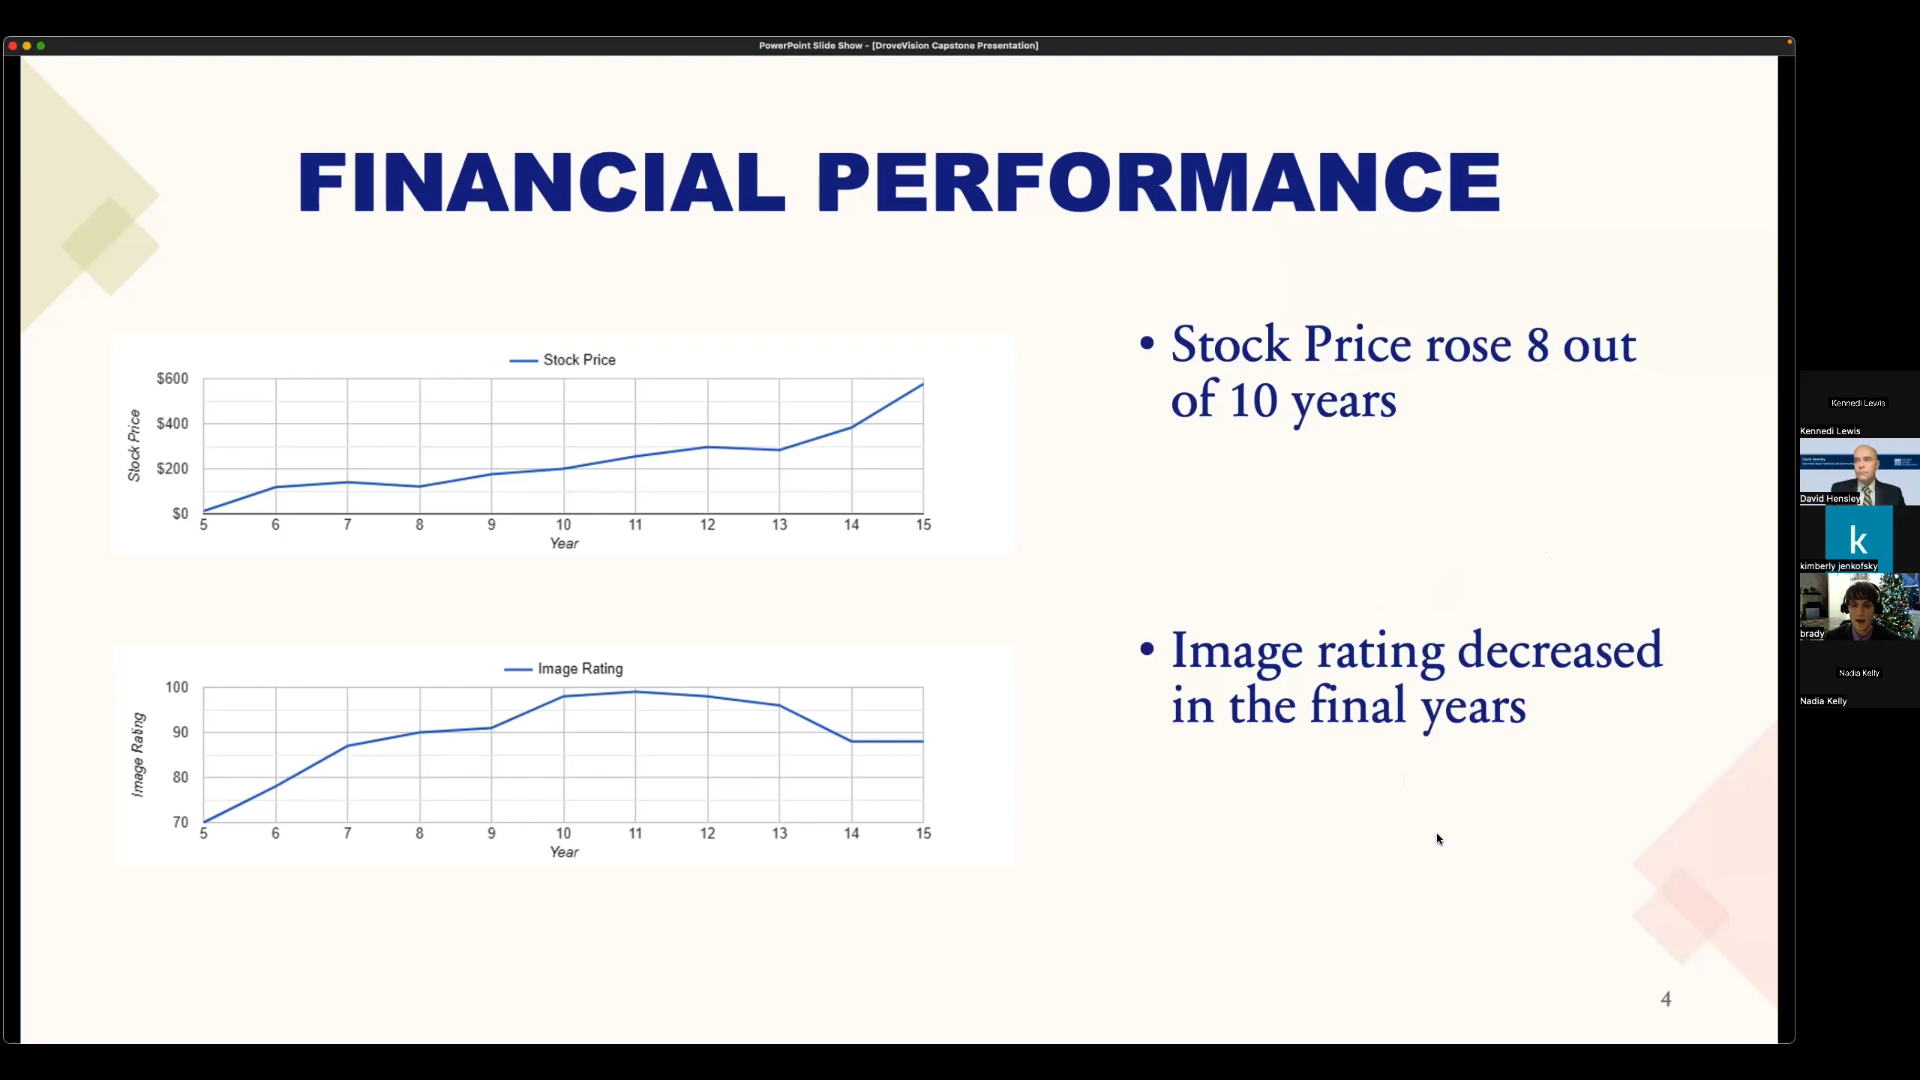 PowerPoint Slide Show - [DroveVision Capstone Presentation]
FINANCIAL PERFORMANCE
Stock Price
$600
$400
$200
$0
Stock Price
5 6 7 8 9 10 11 12 13 14 15
Year
• Stock Price rose 8 out
of 10 years
Image Rating
100
90
80
70
Image Rating
5 6 7 8 9 10 11 12 13 14 15
Year
• Image rating decreased
in the final years
4
Kennedi Lewis
Kennedi Lewis
David Hensley
k
kimberly jenkofsky
brady
Nadia Kelly
Nadia Kelly